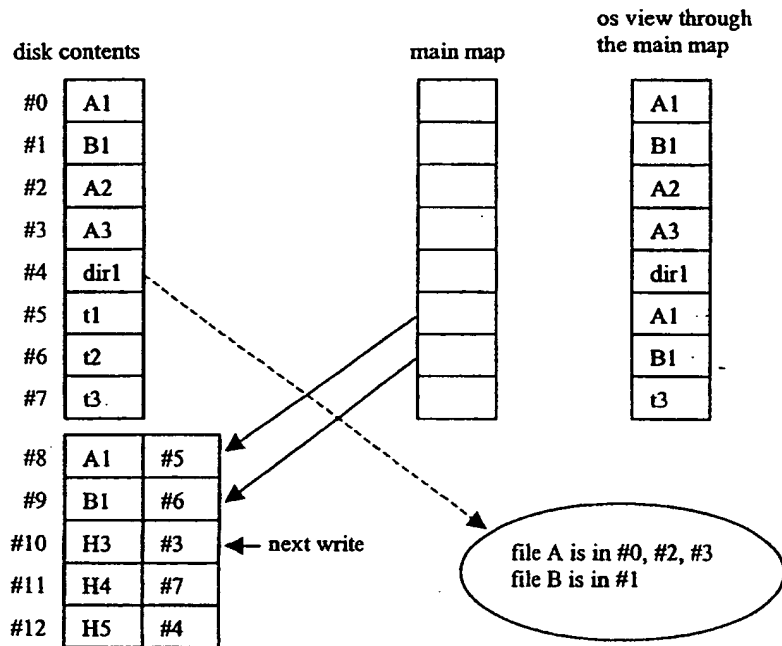 os view through
the main map
disk contents
main map
#0 A1 A1
#1 B1 B1
#2 A2 A2
#3 A3 A3
#4 dir1 dir1
#5 t1 A1
#6 t2 B1
#7 t3 t3
#8 A1 #5
#9 B1 #6
#10 H3 #3 next write
#11 H4 #7
#12 H5 #4
file A is in #0, #2, #3
file B is in #1